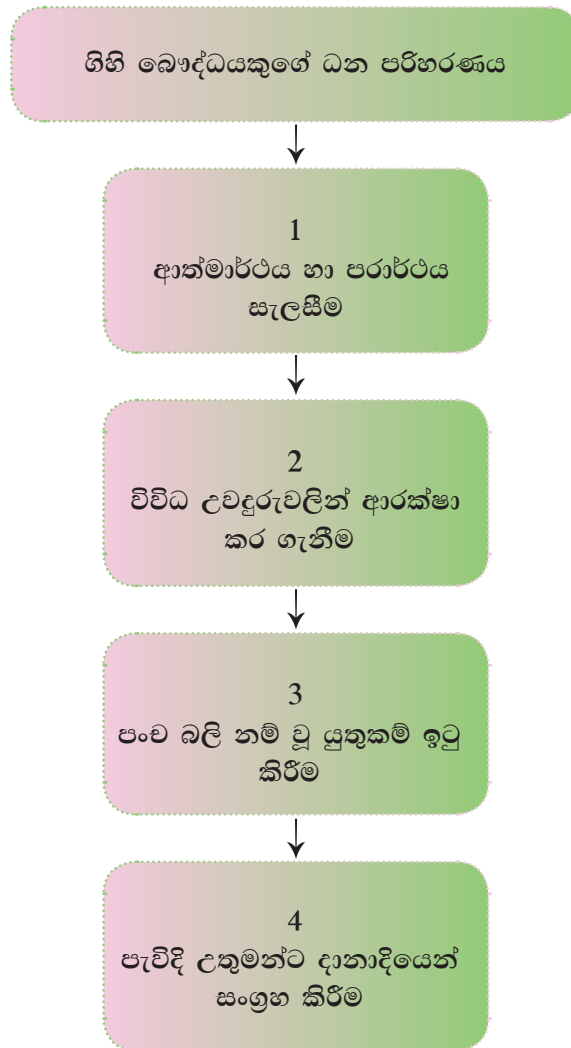 ගිහි බෞද්ධයකුගේ ධන පරිහරණය
1
ආත්මාර්ථය හා පරාර්ථය
සැලසීම
2
විවිධ උවදුරුවලින් ආරක්ෂා
කර ගැනීම
3
පංච බලි නම් වූ යුතුකම් ඉටු
කිරීම
4
පැවිදි උතුමන්ට දානාදියෙන්
සංග්‍රහ කිරීම